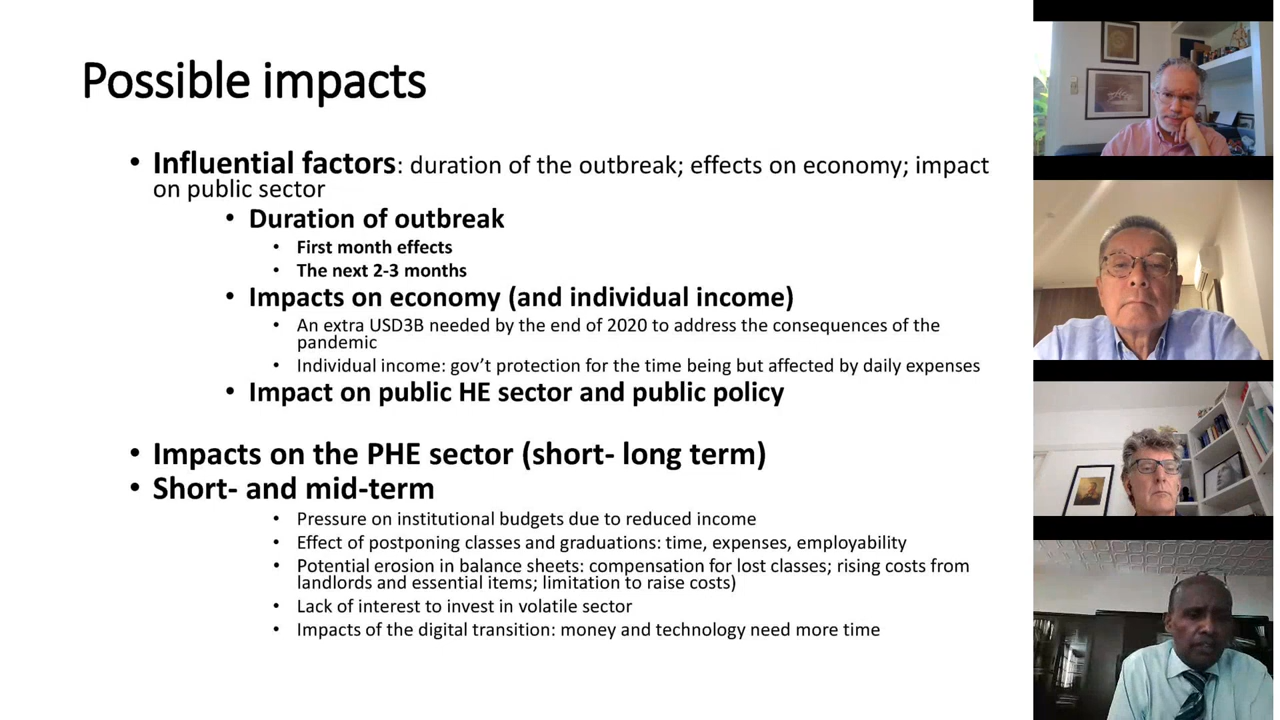 Possible impacts
• Influential factors: duration of the outbreak; effects on economy; impact
on public sector
• Duration of outbreak
• First month effects
• The next 2-3 months
• Impacts on economy (and individual income)
• An extra USD3B needed by the end of 2020 to address the consequences of the
pandemic
• Individual income: gov’t protection for the time being but affected by daily expenses
• Impact on public HE sector and public policy
• Impacts on the PHE sector (short- long term)
• Short- and mid-term
• Pressure on institutional budgets due to reduced income
• Effect of postponing classes and graduations: time, expenses, employability
• Potential erosion in balance sheets: compensation for lost classes; rising costs from
landlords and essential items; limitation to raise costs)
• Lack of interest to invest in volatile sector
• Impacts of the digital transition: money and technology need more time